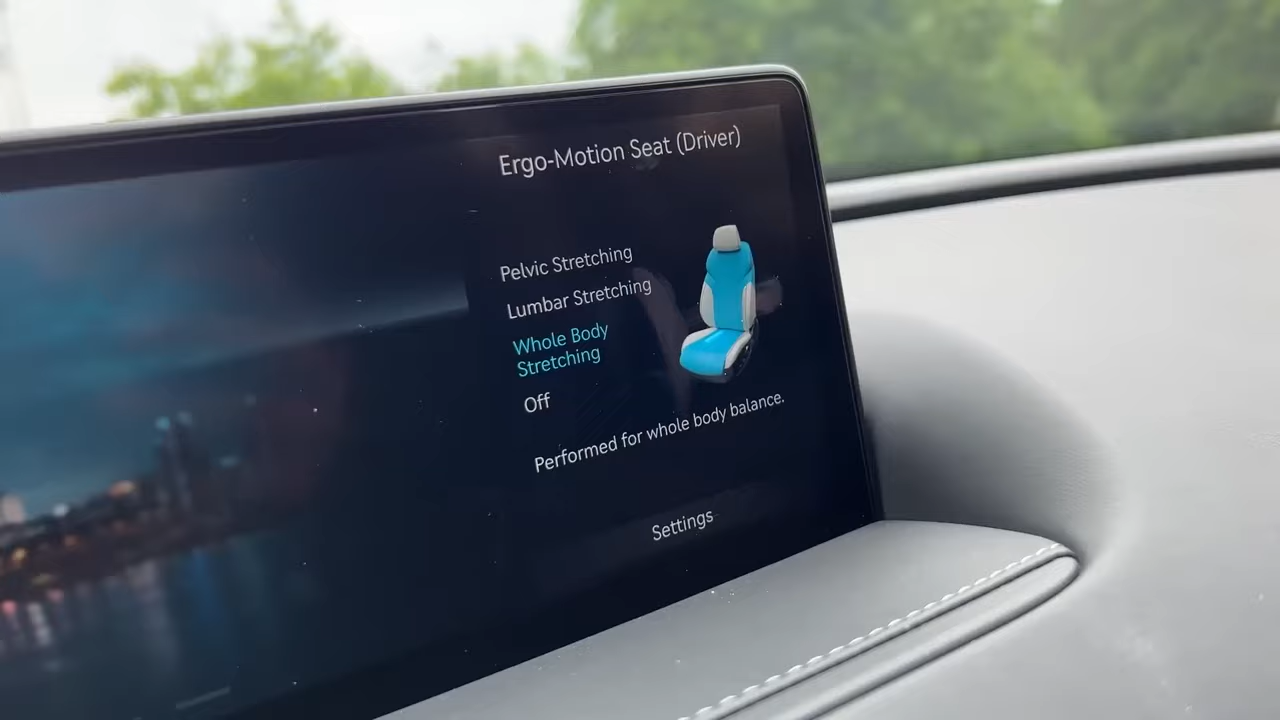 Ergo-Motion Seat (Driver)
Pelvic Stretching
Lumbar Stretching
Whole Body
Stretching
Off
Performed for whole body balance.
Settings